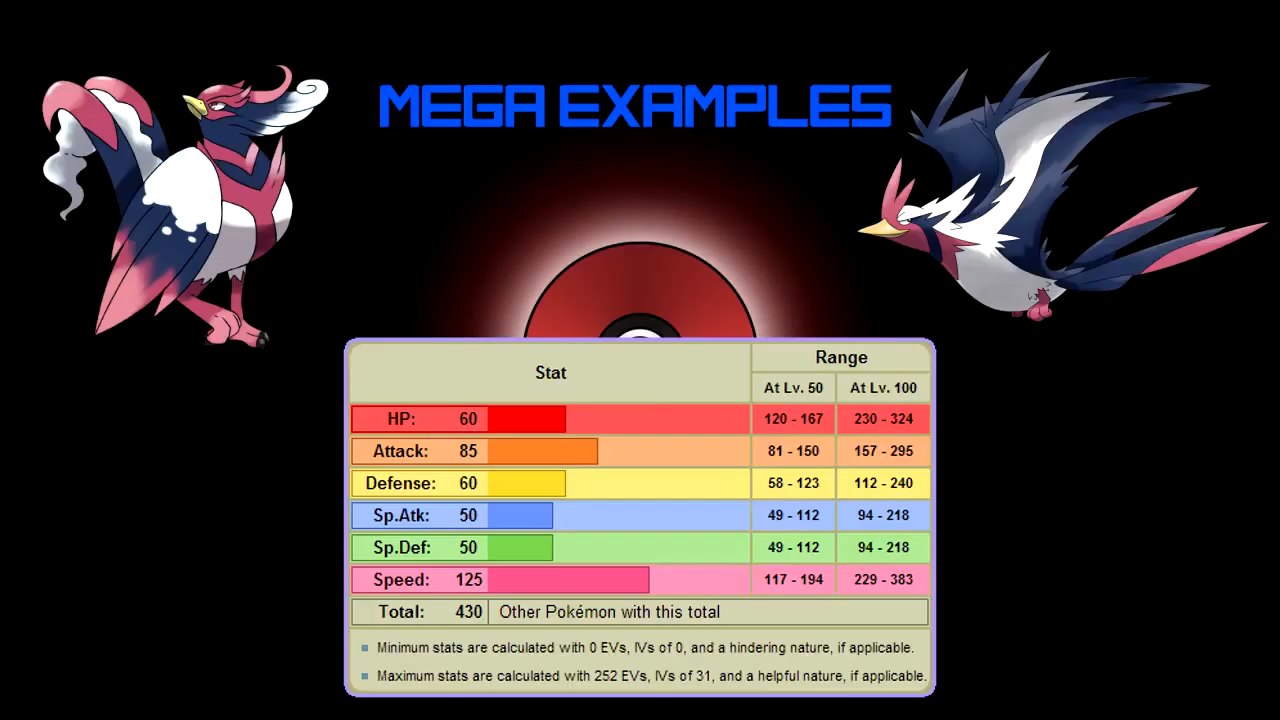 MEGA EXAMPLES
Stat
Range
At Lv. 50 At Lv. 100
HP: 60 120 - 167 230 - 324
Attack: 85 81 - 150 157 - 295
Defense: 60 58 - 123 112 - 240
Sp.Atk: 50 49 - 112 94 - 218
Sp.Def: 50 49 - 112 94 - 218
Speed: 125 117 - 194 229 - 383
Total: 430 Other Pokémon with this total
Minimum stats are calculated with 0 EVs, IVs of 0, and a hindering nature, if applicable.
Maximum stats are calculated with 252 EVs, IVs of 31, and a helpful nature, if applicable.